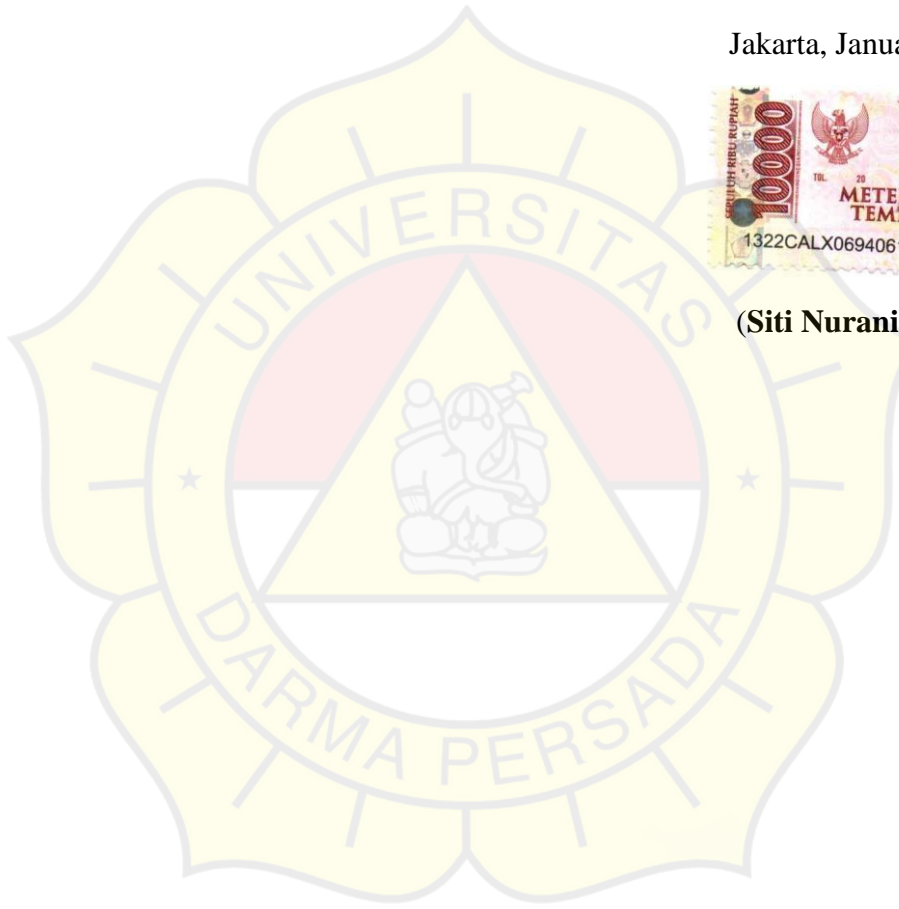 Jakarta, Janua
SEPULUH RIBU RUPIAH
10000
TGL. 20
METE
TEM
1322CALX069406
(Siti Nurani
UNIVERSITAS
DARMA PERSADA